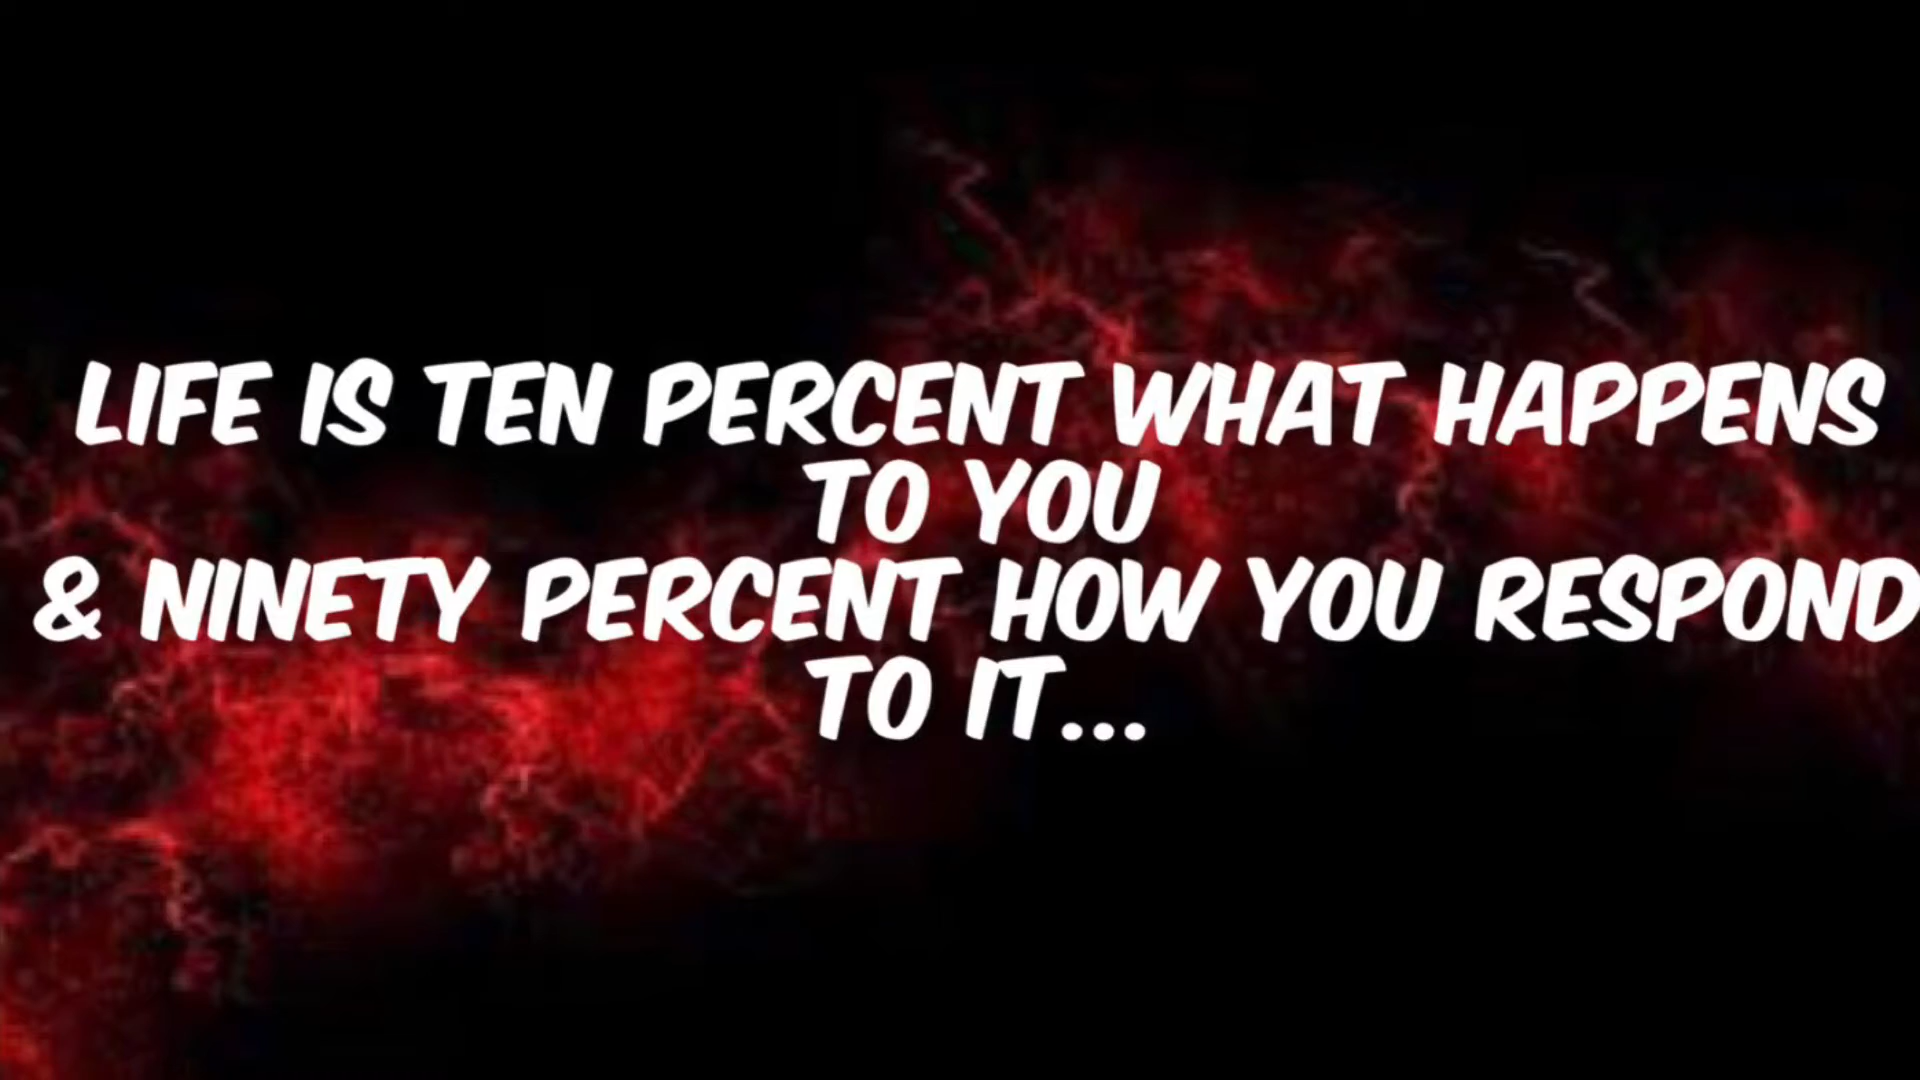 LIFE IS TEN PERCENT WHAT HAPPENS
TO YOU
& NINETY PERCENT HOW YOU RESPOND
TO IT...